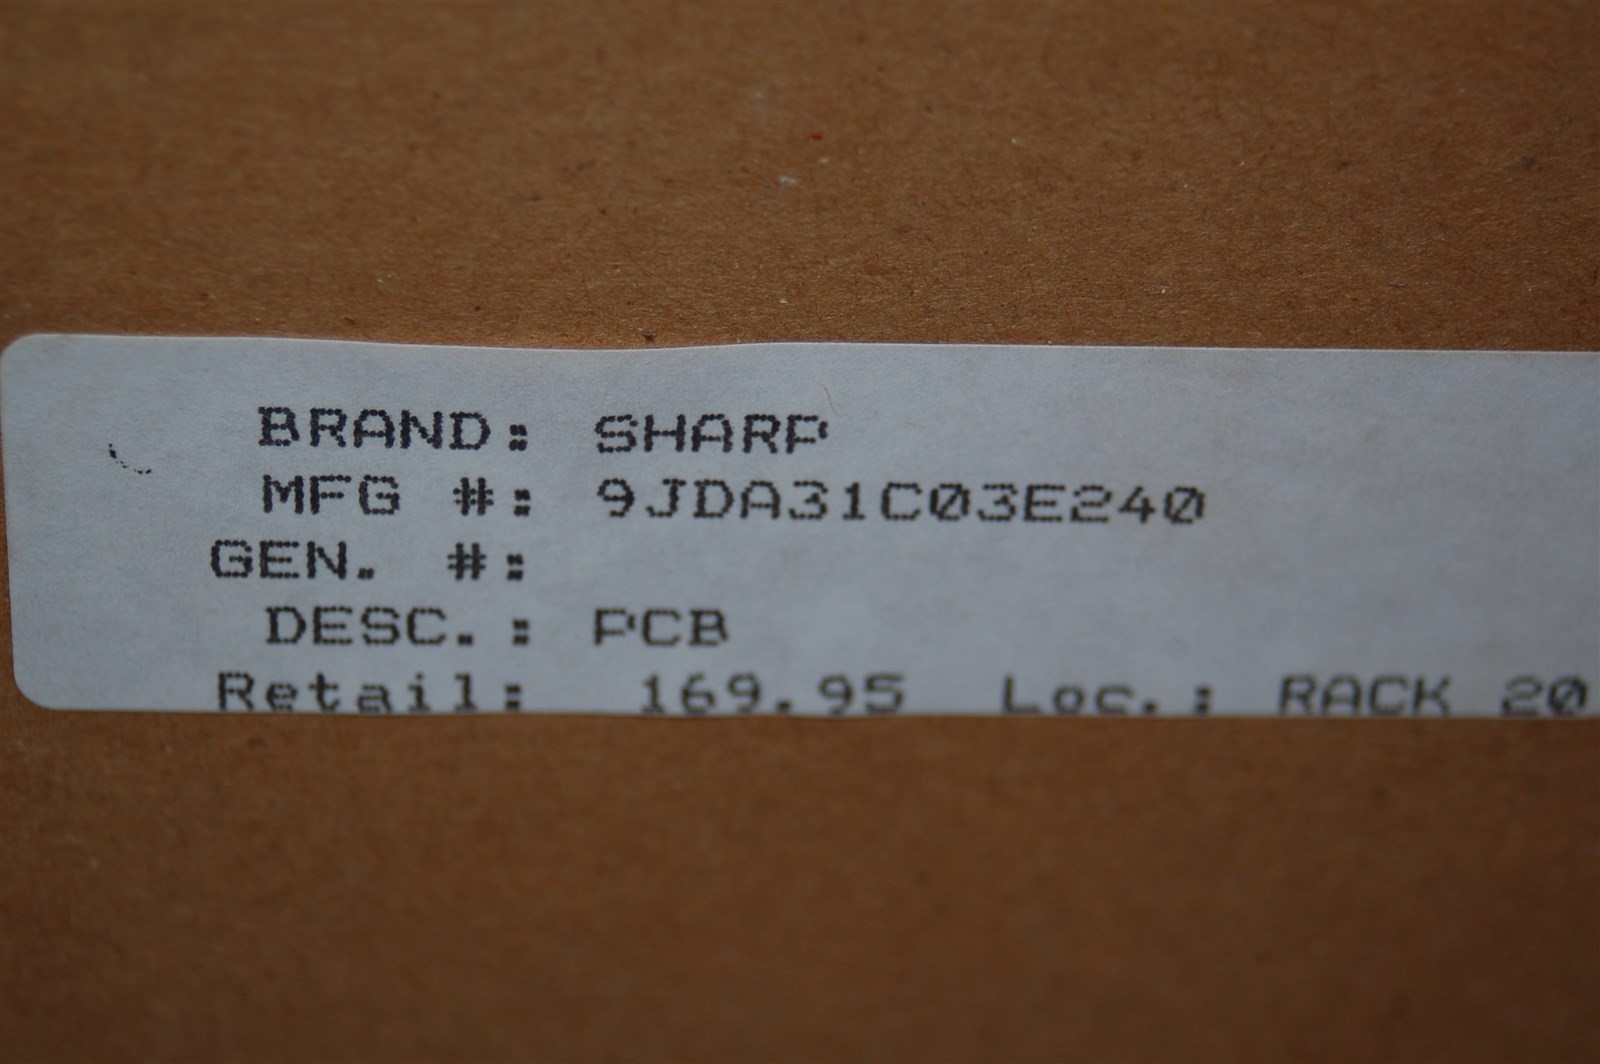 BRAND: SHARP
MFG #: 9JDA31C03E240
GEN. #:
DESC.: PCB
Retail: 169.95 Loc.: RACK 20